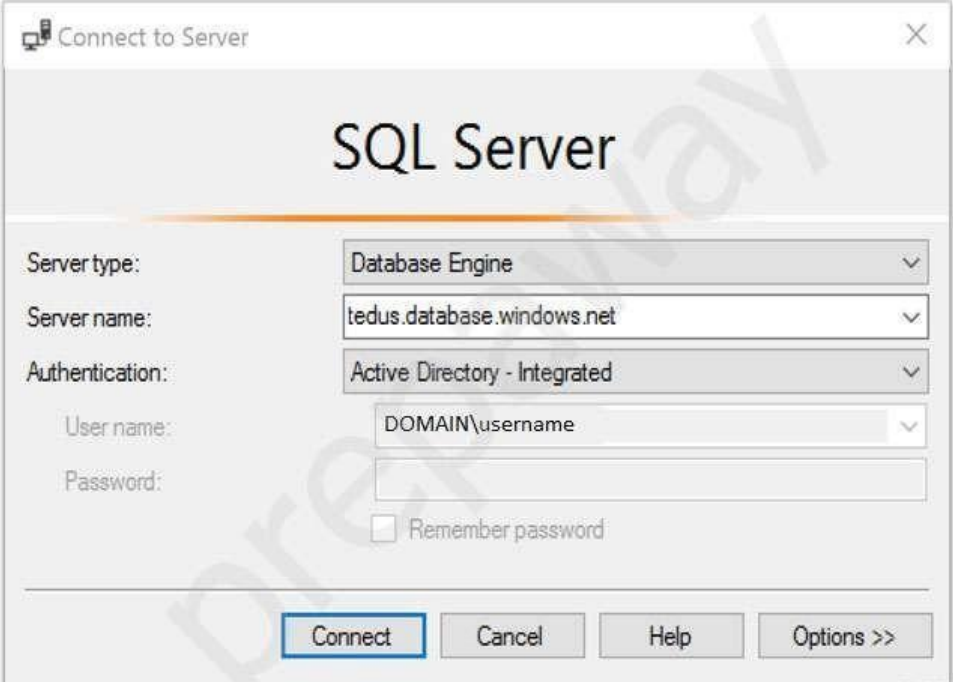 Connect to Server
SQL Server
Server type: Database Engine
Server name: tedus.database.windows.net
Authentication: Active Directory - Integrated
User name: DOMAIN\username
Password:
Remember password
Connect Cancel Help Options >>
prepaway